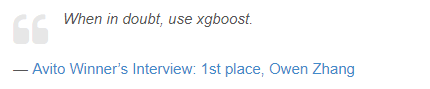 When in doubt, use xgboost.
— Avito Winner’s Interview: 1st place, Owen Zhang